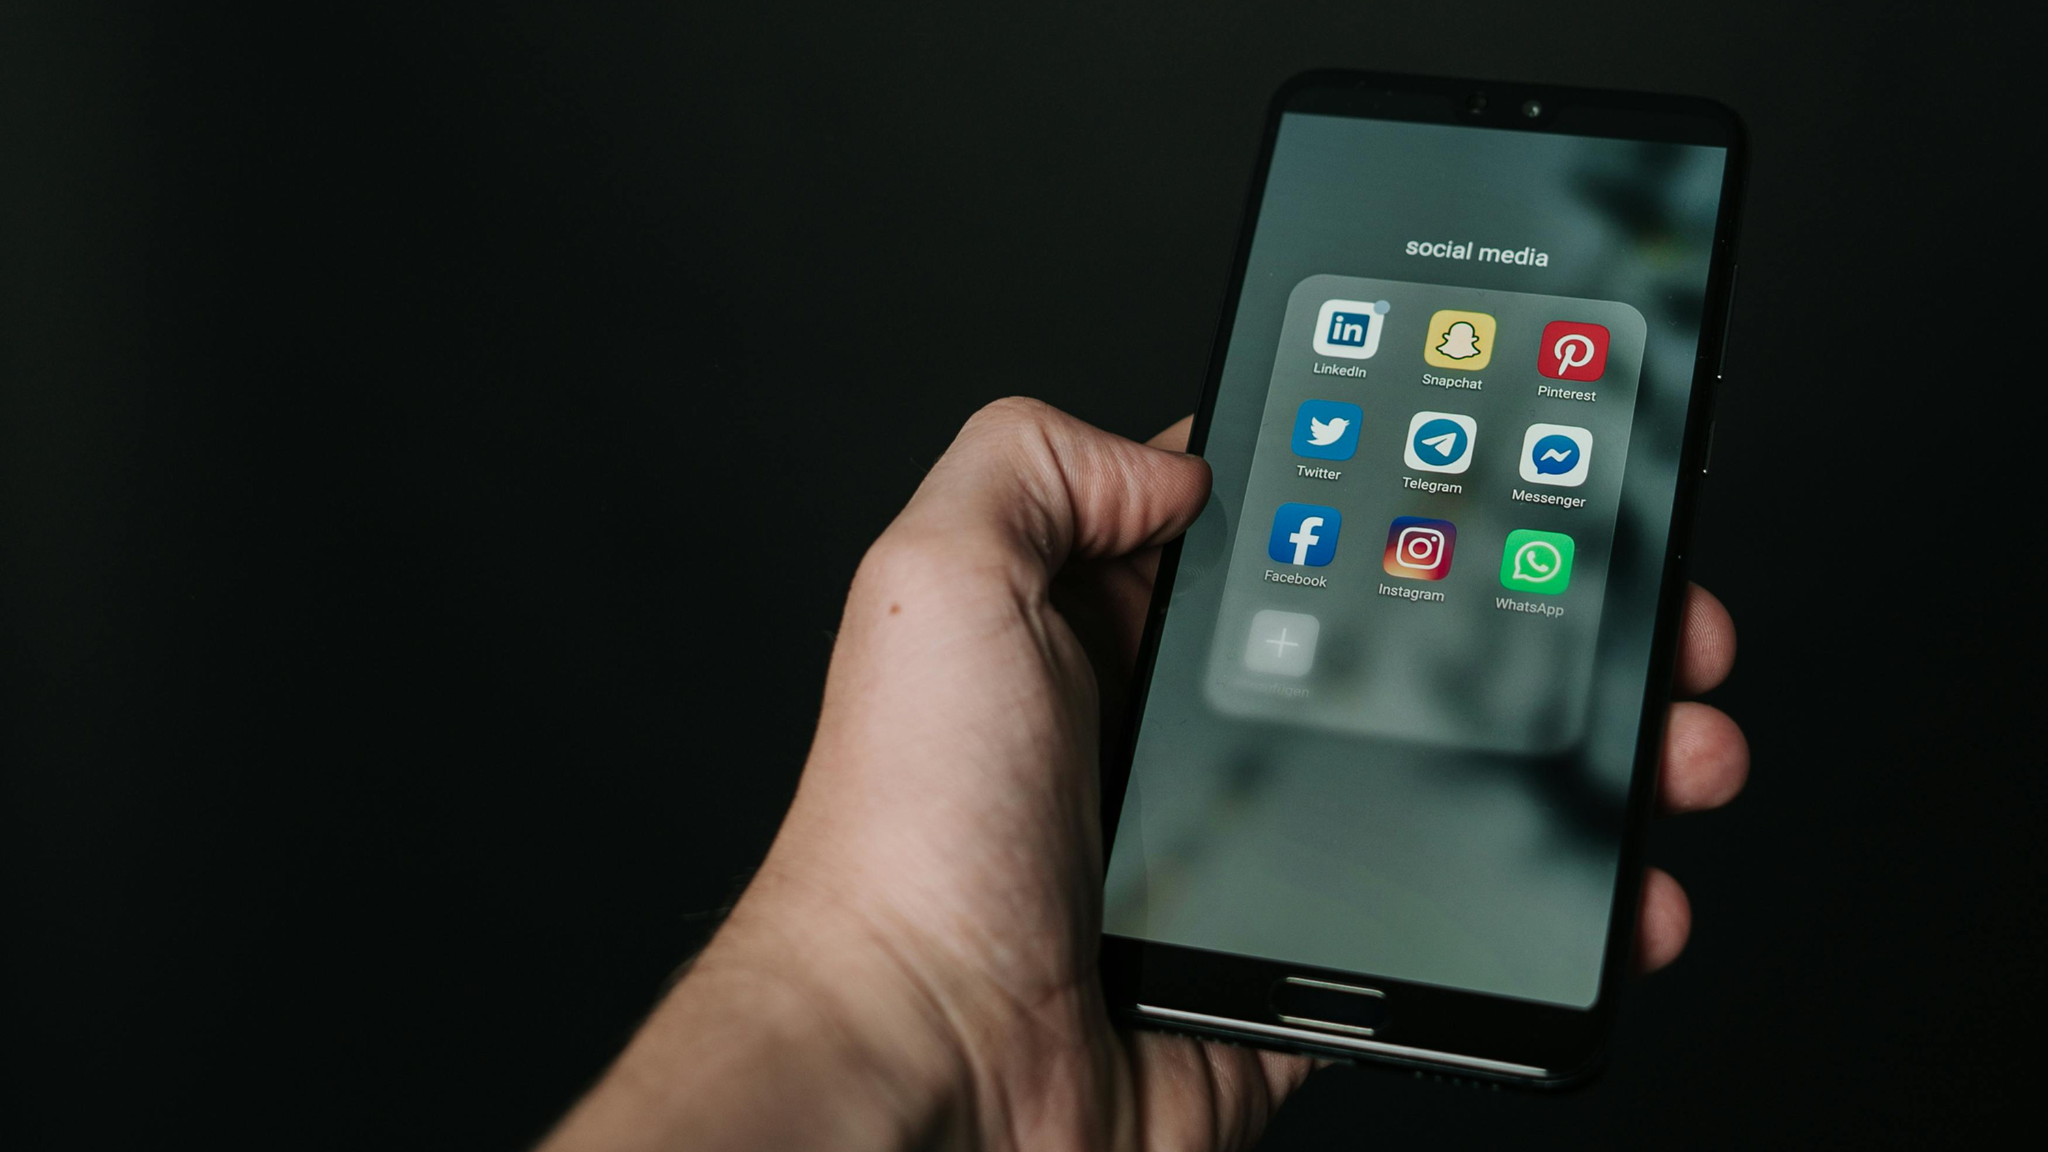 social media
LinkedIn Snapchat Pinterest
Twitter Telegram Messenger
Facebook Instagram WhatsApp